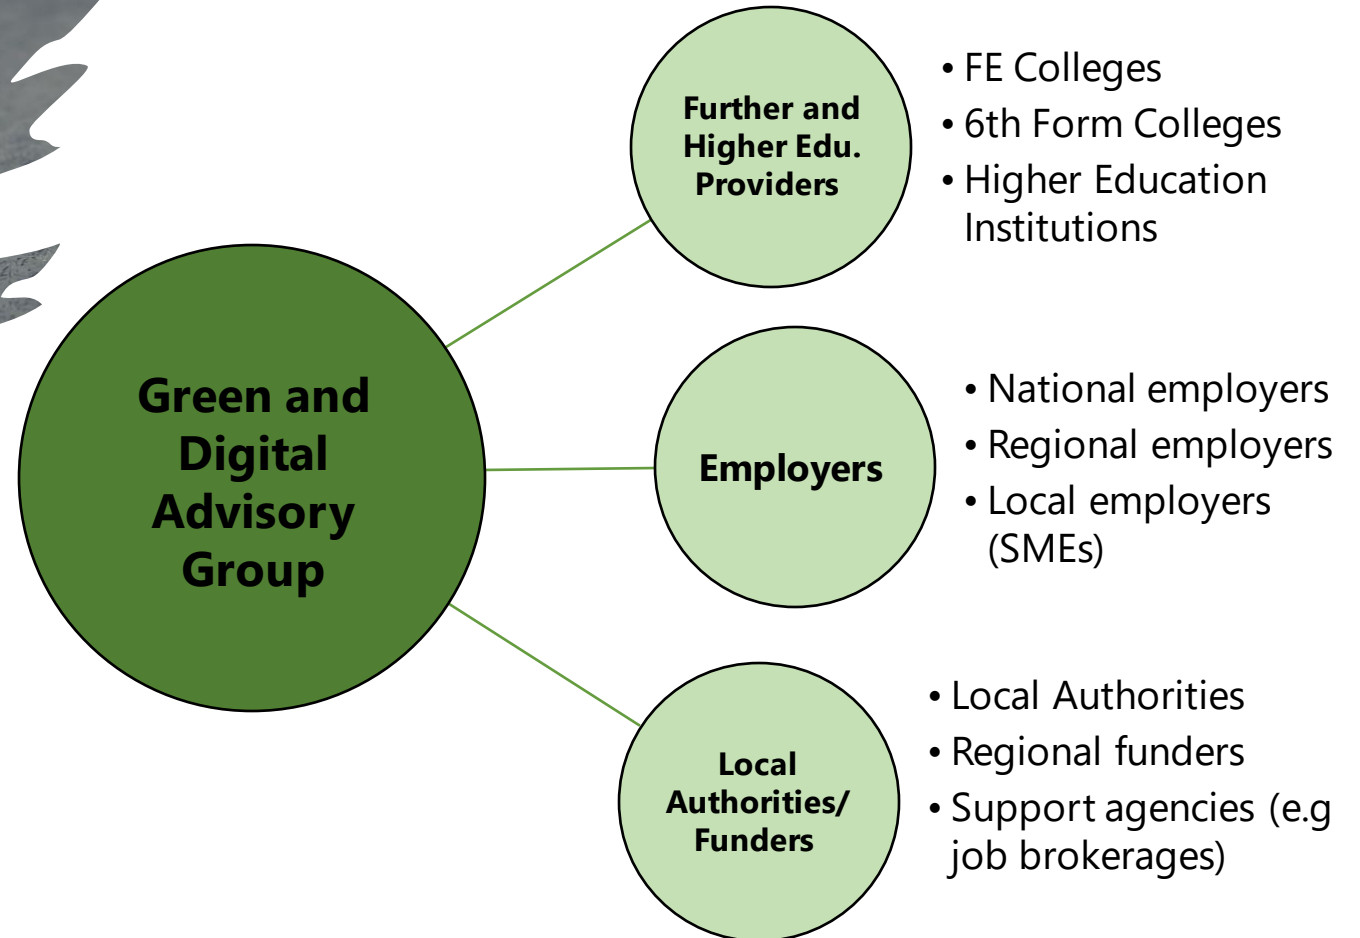 Green and
Digital
Advisory
Group
Further and
Higher Edu.
Providers
• FE Colleges
• 6th Form Colleges
• Higher Education
Institutions
Employers
• National employers
• Regional employers
• Local employers
(SMEs)
Local
Authorities/
Funders
• Local Authorities
• Regional funders
• Support agencies (e.g
job brokerages)